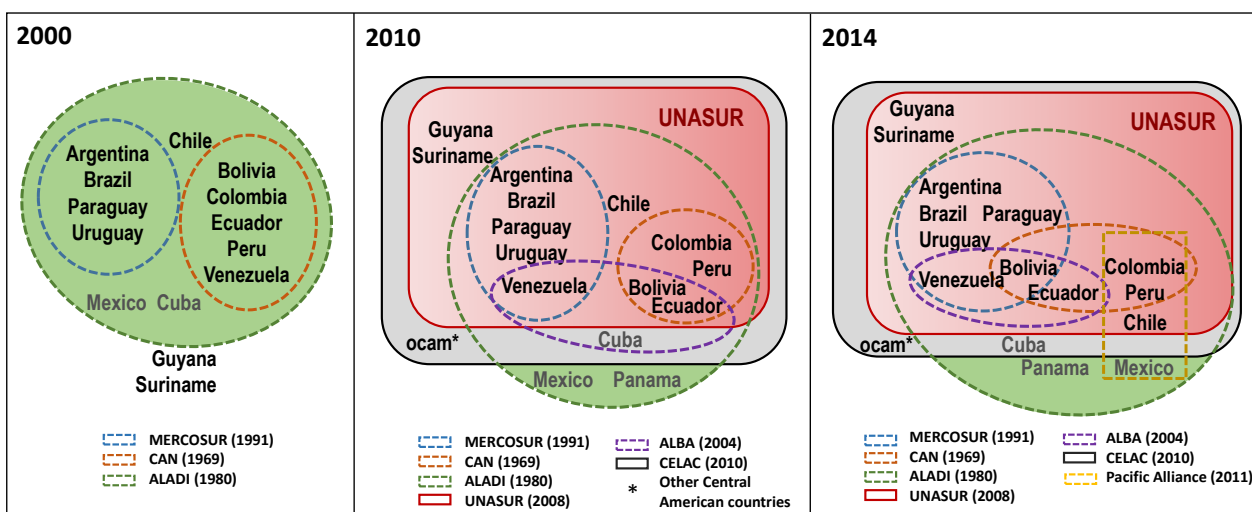 2000
Chile
Argentina
Brazil
Paraguay
Uruguay
Bolivia
Colombia
Ecuador
Peru
Venezuela
Mexico Cuba
Guyana
Suriname
MERCOSUR (1991)
CAN (1969)
ALADI (1980)
2010
UNASUR
Guyana
Suriname
Argentina
Brazil
Paraguay
Uruguay
Chile
Colombia
Peru
Venezuela
Bolivia
Ecuador
ocam*
Cuba
Mexico Panama
MERCOSUR (1991)
CAN (1969)
ALADI (1980)
UNASUR (2008)
ALBA (2004)
CELAC (2010)
* Other Central
American countries
2014
Guyana
Suriname
UNASUR
Argentina
Brazil Paraguay
Uruguay
Venezuela
Bolivia
Ecuador
Colombia
Peru
Chile
ocam*
Cuba
Panama Mexico
MERCOSUR (1991)
CAN (1969)
ALADI (1980)
UNASUR (2008)
ALBA (2004)
CELAC (2010)
Pacific Alliance (2011)